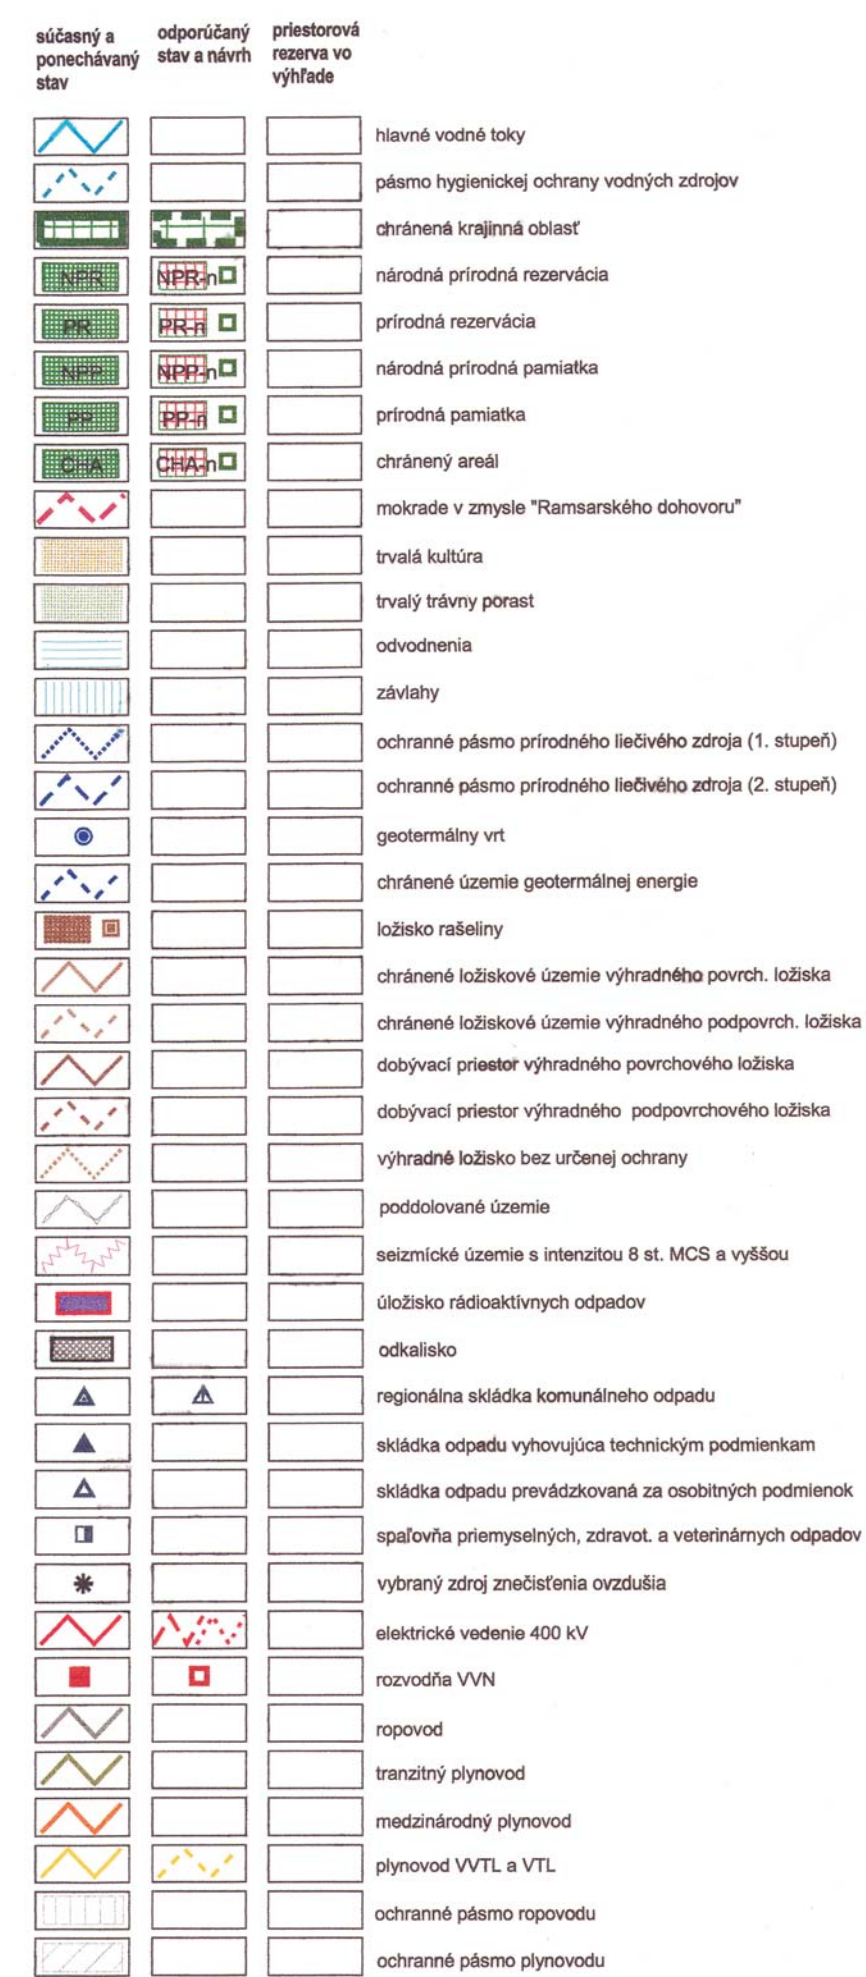 súčasný a
ponechávaný
stav
odporúčaný
stav a návrh
priestorová
rezerva vo
výhľade
hlavné vodné toky
pásmo hygienickej ochrany vodných zdrojov
chránená krajinná oblasť
NPR NPR-n národná prírodná rezervácia
PR PR-n prírodná rezervácia
NPP NPP-n národná prírodná pamiatka
PP PP-n prírodná pamiatka
CHA CHA-n chránený areál
mokrade v zmysle "Ramsarského dohovoru"
trvalá kultúra
trvalý trávny porast
odvodnenia
závlahy
ochranné pásmo prírodného liečivého zdroja (1. stupeň)
ochranné pásmo prírodného liečivého zdroja (2. stupeň)
geotermálny vrt
chránené územie geotermálnej energie
ložisko rašeliny
chránené ložiskové územie výhradného povrch. ložiska
chránené ložiskové územie výhradného podpovrch. ložiska
dobývací priestor výhradného povrchového ložiska
dobývací priestor výhradného podpovrchového ložiska
výhradné ložisko bez určenej ochrany
poddolované územie
seizmícké územie s intenzitou 8 st. MCS a vyššou
úložisko rádioaktívnych odpadov
odkalisko
regionálna skládka komunálneho odpadu
skládka odpadu vyhovujúca technickým podmienkam
skládka odpadu prevádzkovaná za osobitných podmienok
spaľovňa priemyselných, zdravot. a veterinárnych odpadov
vybraný zdroj znečisťenia ovzdušia
elektrické vedenie 400 kV
rozvodňa VVN
ropovod
tranzitný plynovod
medzinárodný plynovod
plynovod VVTL a VTL
ochranné pásmo ropovodu
ochranné pásmo plynovodu